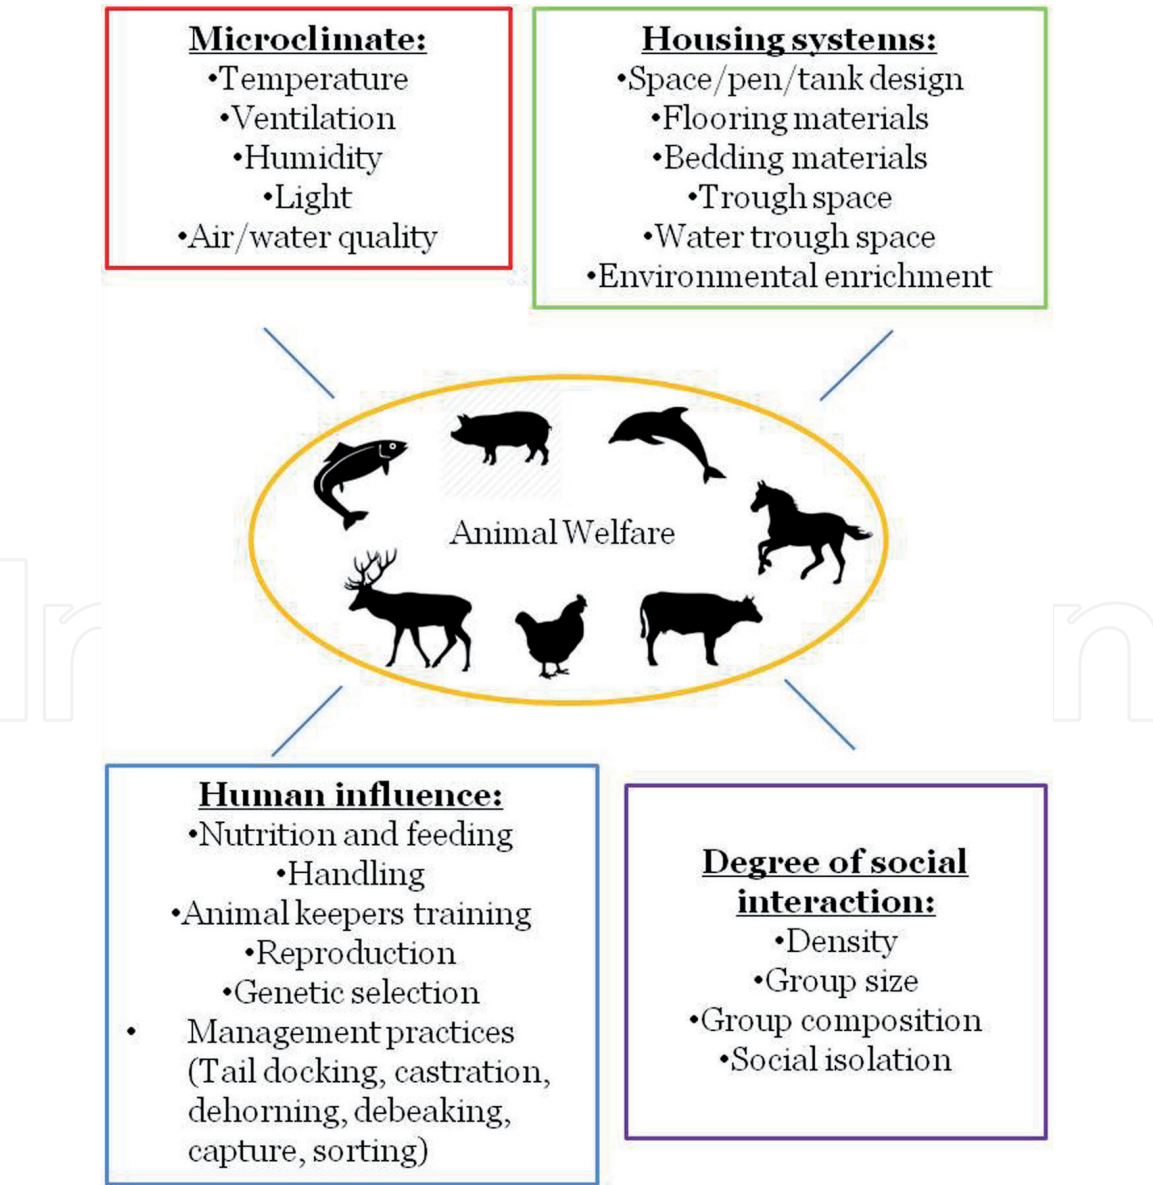 Microclimate:
•Temperature
•Ventilation
•Humidity
•Light
•Air/water quality
Housing systems:
•Space/pen/tank design
•Flooring materials
•Bedding materials
•Trough space
•Water trough space
•Environmental enrichment
Animal Welfare
Human influence:
•Nutrition and feeding
•Handling
•Animal keepers training
•Reproduction
•Genetic selection
• Management practices
(Tail docking, castration,
dehorning, debeaking,
capture, sorting)
Degree of social
interaction:
•Density
•Group size
•Group composition
•Social isolation